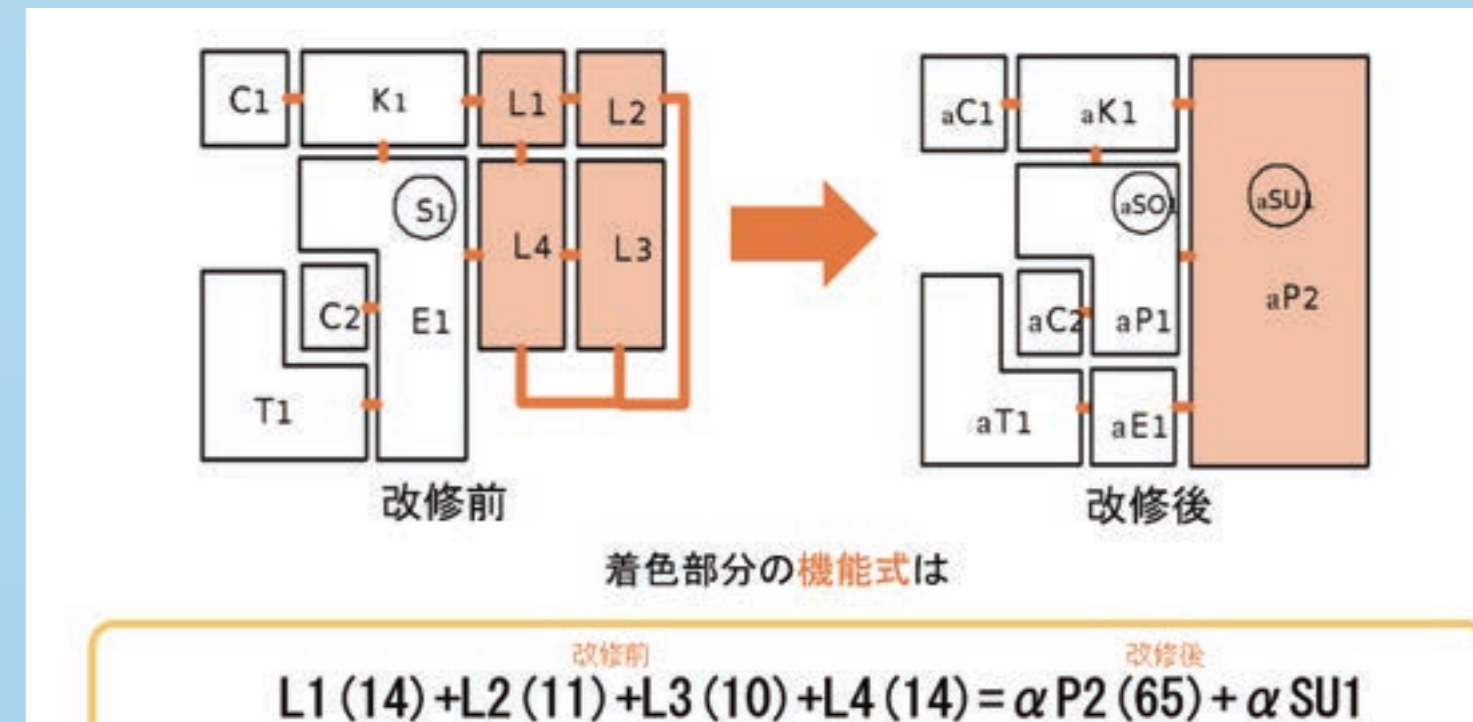 C1 K1 L1 L2
S1
L4 L3
C2 E1
T1
改修前
aC1 aK1
aSO1 aSU1
aP2
aC2 aP1
aT1 aE1
改修後
着色部分の機能式は
改修前 改修後
L1(14)+L2(11)+L3(10)+L4(14)=αP2(65)+αSU1